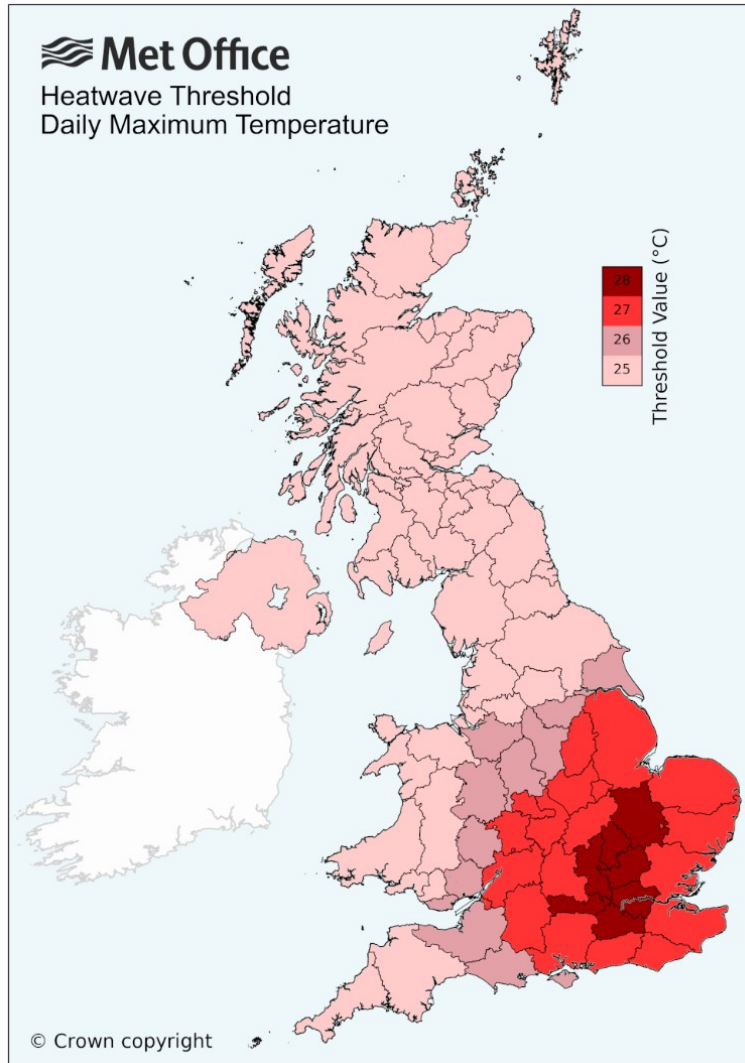 Met Office
Heatwave Threshold
Daily Maximum Temperature
28
27
26
25
Threshold Value (°C)
© Crown copyright